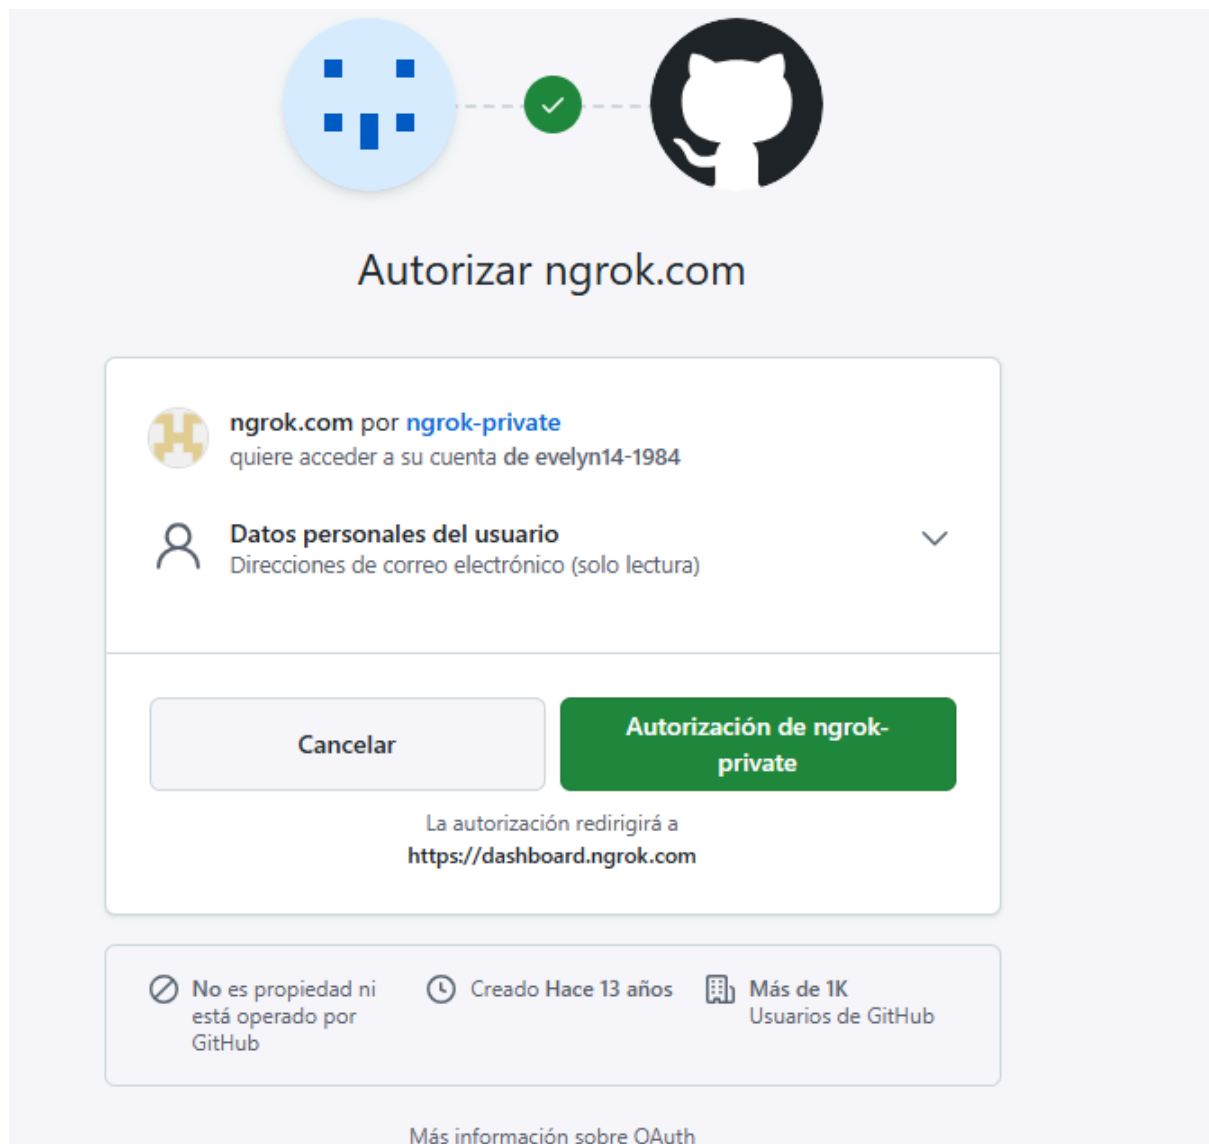 Autorizar ngrok.com
ngrok.com por ngrok-private
quiere acceder a su cuenta de evelyn14-1984
Datos personales del usuario
Direcciones de correo electrónico (solo lectura)
Cancelar
Autorización de ngrok-
private
La autorización redirigirá a
https://dashboard.ngrok.com
No es propiedad ni
está operado por
GitHub
Creado Hace 13 años
Más de 1K
Usuarios de GitHub
Más información sobre OAuth